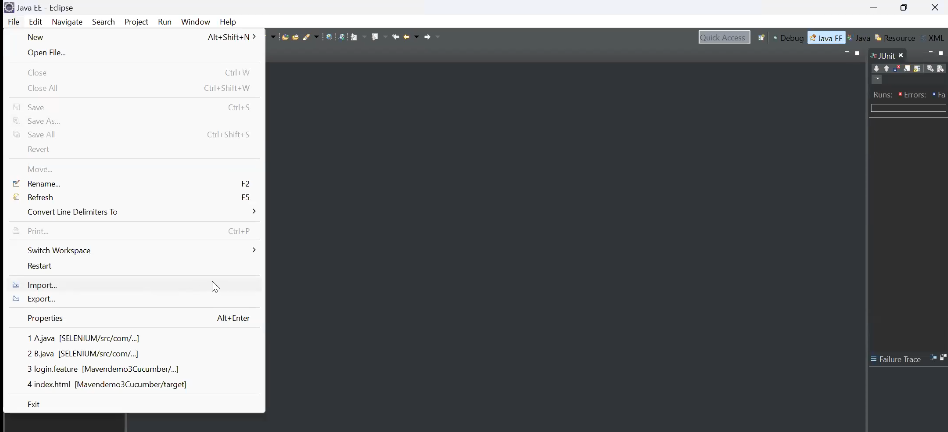 Java EE - Eclipse
File Edit Navigate Search Project Run Window Help
New Alt+Shift+N
Open File...
Close Ctrl+W
Close All Ctrl+Shift+W
Save Ctrl+S
Save As...
Save All Ctrl+Shift+S
Revert
Move...
Rename... F2
Refresh F5
Convert Line Delimiters To
Print... Ctrl+P
Switch Workspace
Restart
Import...
Export...
Properties Alt+Enter
1 A.java [SELENIUM/src/com/...]
2 B.java [SELENIUM/src/com/...]
3 login.feature [Mavendemo3Cucumber/...]
4 index.html [Mavendemo3Cucumber/target]
Exit
Quick Access Debug Java EE Java Resource XML
JUnit
Runs: Errors: Fa
Failure Trace